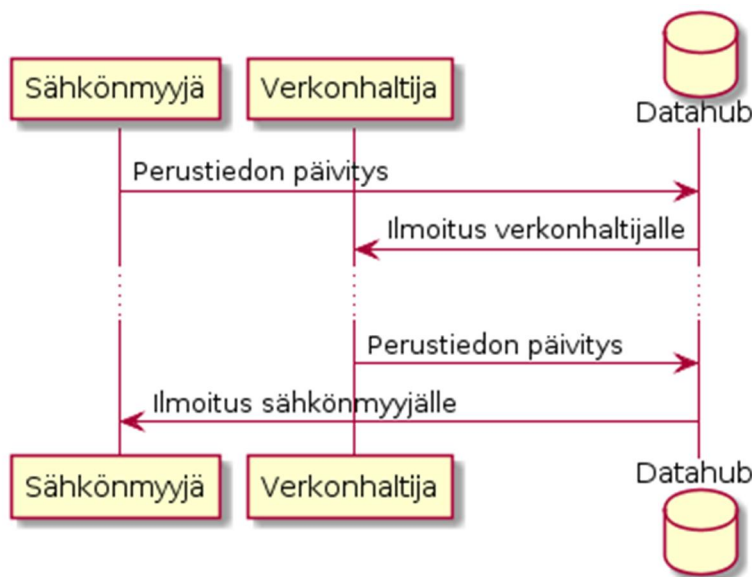 Sähkönmyyjä
Verkonhaltija
Datahub
Perustiedon päivitys
Ilmoitus verkonhaltijalle
Perustiedon päivitys
Ilmoitus sähkönmyyjälle
Sähkönmyyjä
Verkonhaltija
Datahub